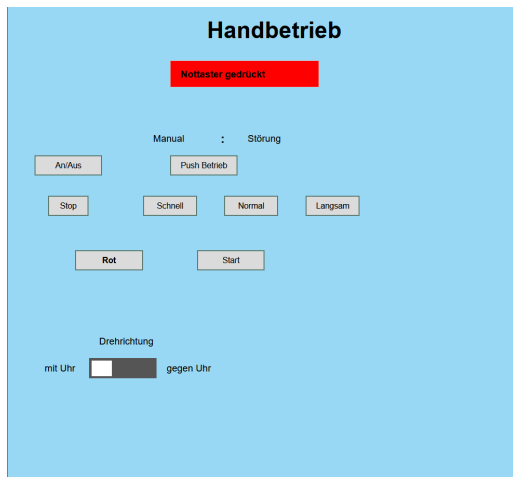 Handbetrieb
Nottaster gedrückt
Manual : Störung
An/Aus Push Betrieb
Stop Schnell Normal Langsam
Rot Start
Drehrichtung
mit Uhr gegen Uhr